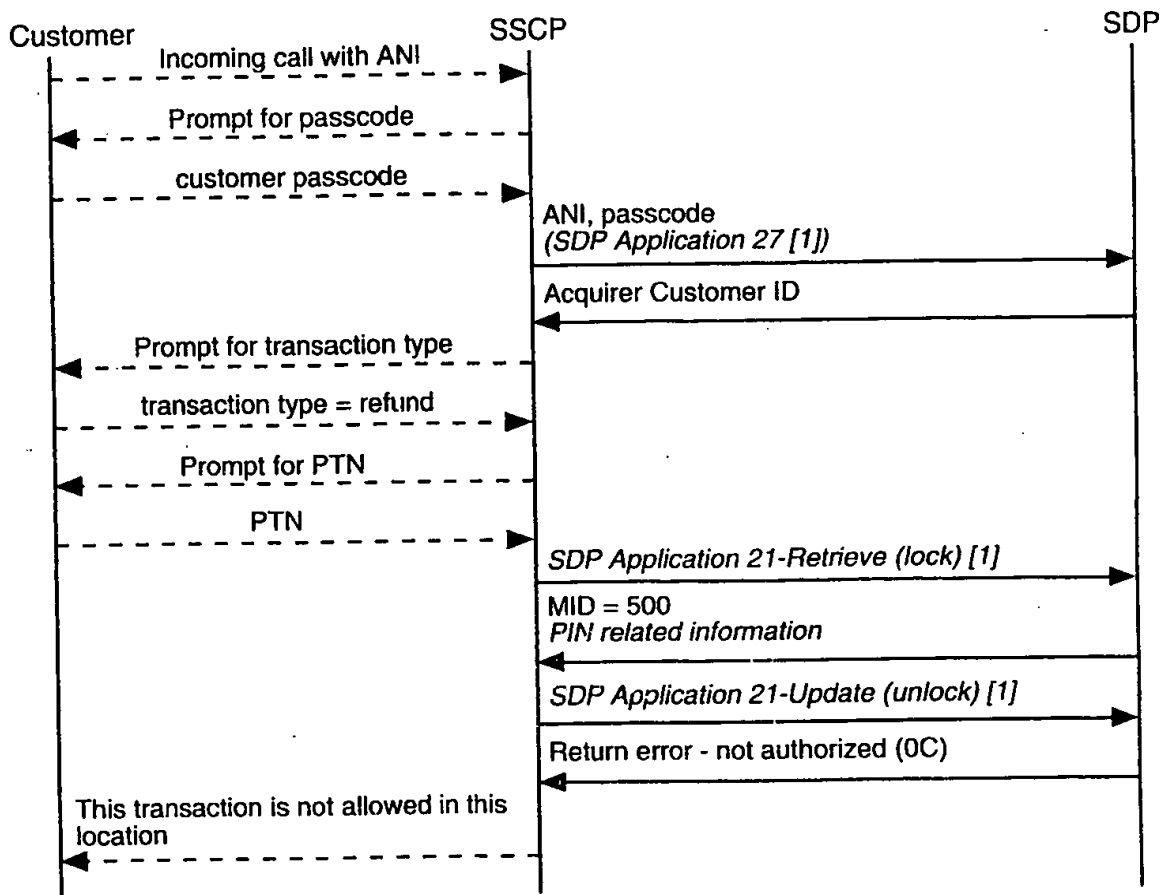 Customer
SSCP
SDP
Incoming call with ANI
Prompt for passcode
customer passcode
ANI, passcode
(SDP Application 27 [1])
Acquirer Customer ID
Prompt for transaction type
transaction type = refund
Prompt for PTN
PTN
SDP Application 21-Retrieve (lock) [1]
MID = 500
PIN related information
SDP Application 21-Update (unlock) [1]
Return error - not authorized (0C)
This transaction is not allowed in this
location